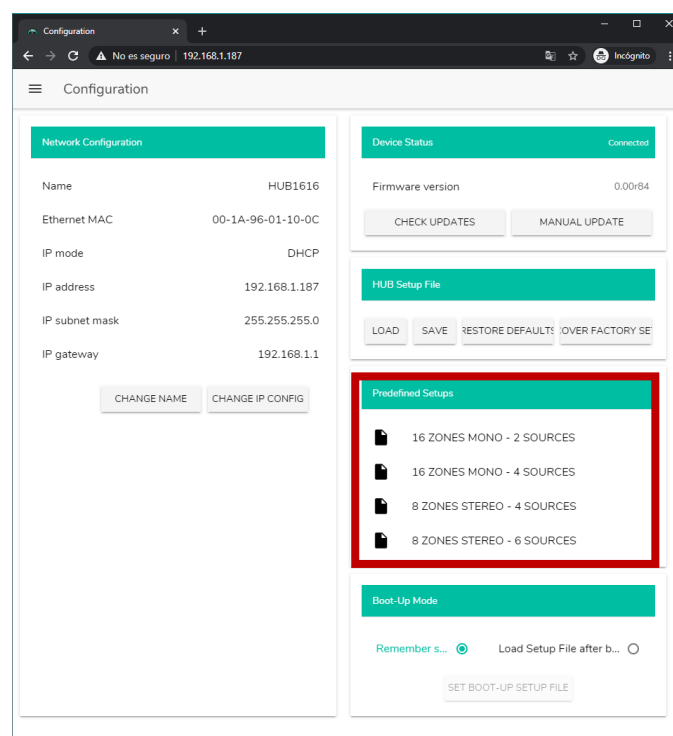 Configuration
No es seguro 192.168.1.187 Incógnito
Configuration
Network Configuration
Name HUB1616
Ethernet MAC 00-1A-96-01-10-0C
IP mode DHCP
IP address 192.168.1.187
IP subnet mask 255.255.255.0
IP gateway 192.168.1.1
CHANGE NAME CHANGE IP CONFIG
Device Status Connected
Firmware version 0.00r84
CHECK UPDATES MANUAL UPDATE
HUB Setup File
LOAD SAVE RESTORE DEFAULTS OVER FACTORY SE
Predefined Setups
16 ZONES MONO - 2 SOURCES
16 ZONES MONO - 4 SOURCES
8 ZONES STEREO - 4 SOURCES
8 ZONES STEREO - 6 SOURCES
Boot-Up Mode
Remember s... Load Setup File after b...
SET BOOT-UP SETUP FILE